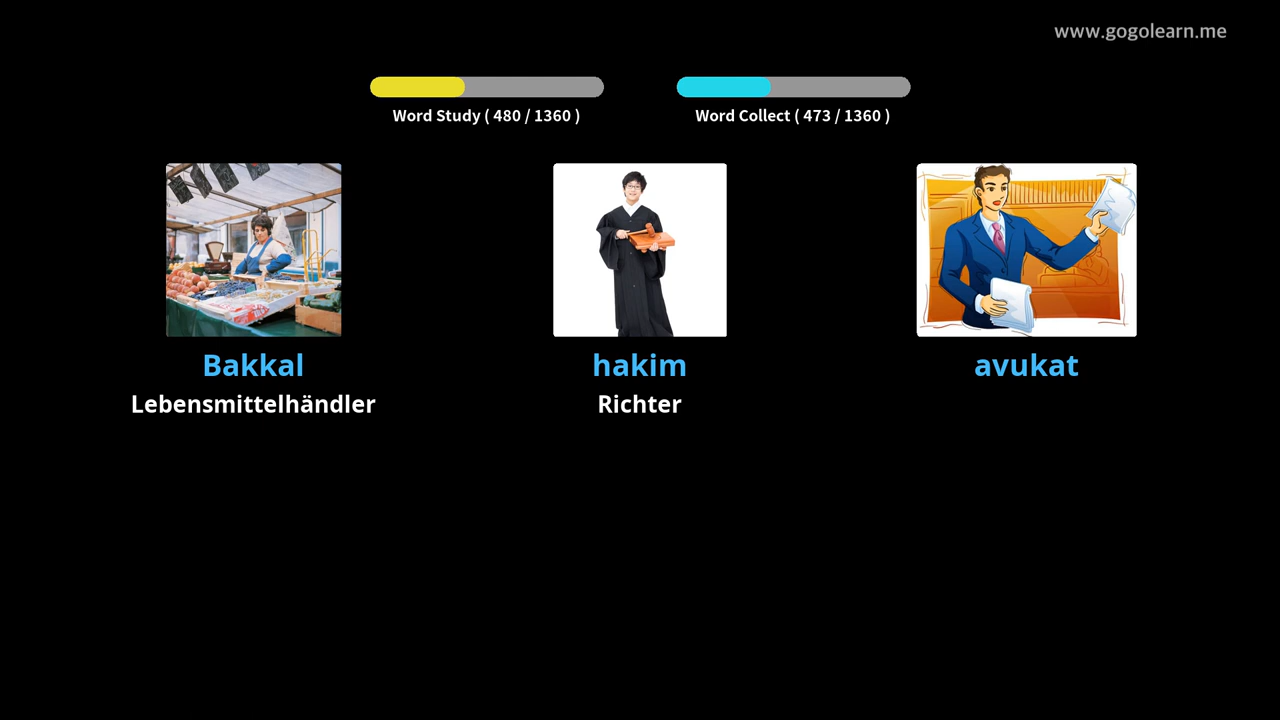 www.gogolearn.me
Word Study ( 480 / 1360 )
Word Collect ( 473 / 1360 )
Bakkal
hakim
avukat
Lebensmittelhändler
Richter